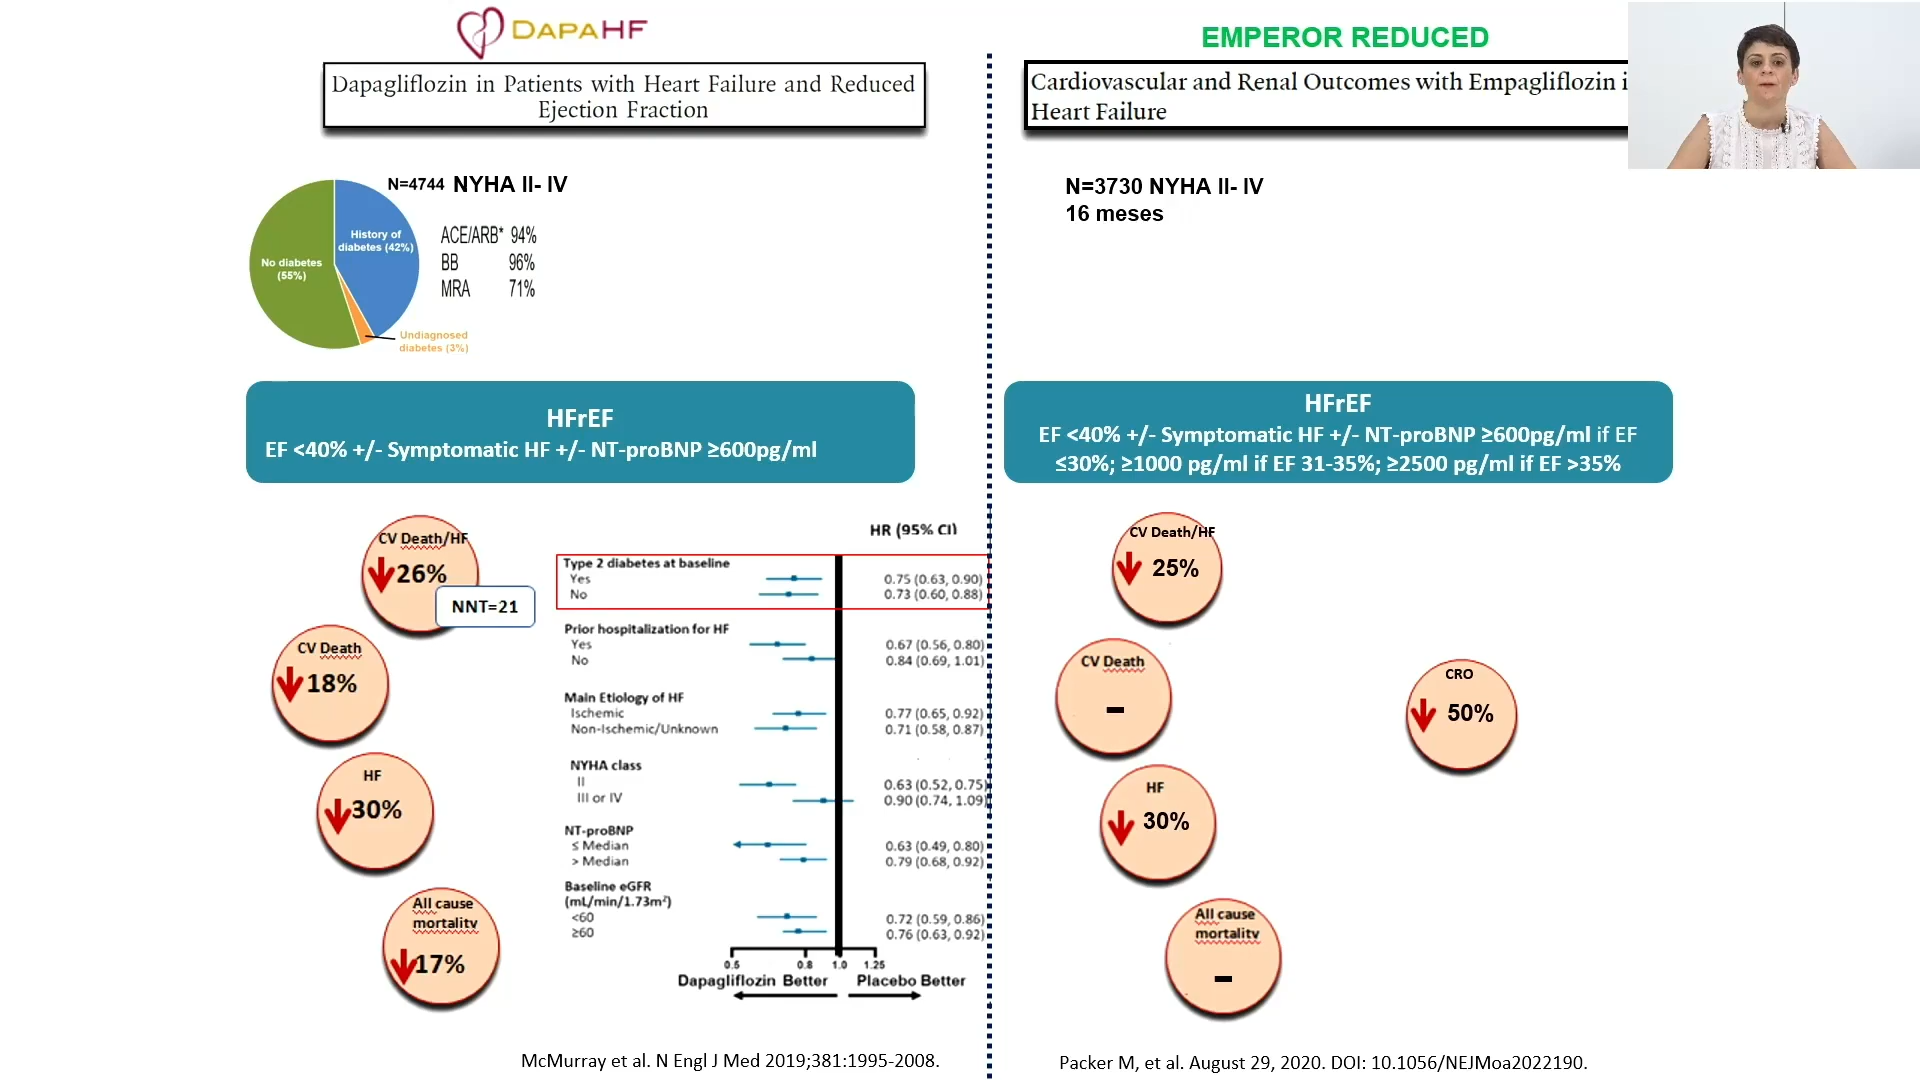 DAPAHF
Dapagliflozin in Patients with Heart Failure and Reduced
Ejection Fraction
N=4744 NYHA II- IV
History of
diabetes (42%)
No diabetes
(55%)
Undiagnosed
diabetes (3%)
ACE/ARB* 94%
BB 96%
MRA 71%
HFrEF
EF <40% +/- Symptomatic HF +/- NT-proBNP ≥600pg/ml
CV Death/HF
26%
NNT=21
CV Death
18%
HF
30%
All cause
mortality
17%
HR (95% CI)
Type 2 diabetes at baseline
Yes 0.75 (0.63, 0.90)
No 0.73 (0.60, 0.88)
Prior hospitalization for HF
Yes 0.67 (0.56, 0.80)
No 0.84 (0.69, 1.01)
Main Etiology of HF
Ischemic 0.77 (0.65, 0.92)
Non-Ischemic/Unknown 0.71 (0.58, 0.87)
NYHA class
II 0.63 (0.52, 0.75)
III or IV 0.90 (0.74, 1.09)
NT-proBNP
≤ Median 0.63 (0.49, 0.80)
> Median 0.79 (0.68, 0.92)
Baseline eGFR
(mL/min/1.73m²)
<60 0.72 (0.59, 0.86)
≥60 0.76 (0.63, 0.92)
0.5 0.8 1.0 1.25
Dapagliflozin Better Placebo Better
McMurray et al. N Engl J Med 2019;381:1995-2008.
EMPEROR REDUCED
Cardiovascular and Renal Outcomes with Empagliflozin i
Heart Failure
N=3730 NYHA II- IV
16 meses
HFrEF
EF <40% +/- Symptomatic HF +/- NT-proBNP ≥600pg/ml if EF
≤30%; ≥1000 pg/ml if EF 31-35%; ≥2500 pg/ml if EF >35%
CV Death/HF
25%
CV Death
-
CRO
50%
HF
30%
All cause
mortality
-
Packer M, et al. August 29, 2020. DOI: 10.1056/NEJMoa2022190.